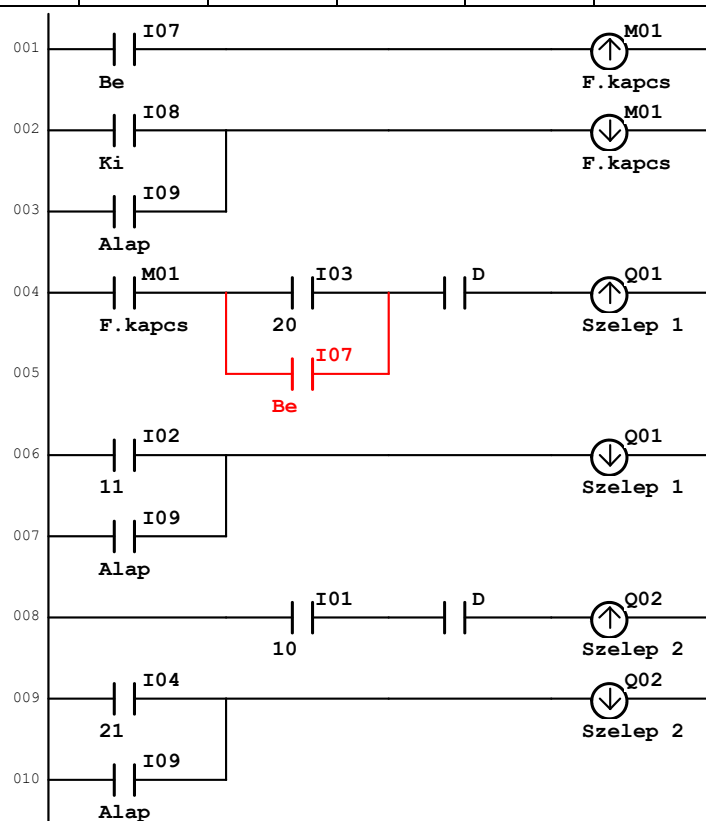 I07 M01
001
Be F.kapcs
I08 M01
002
Ki F.kapcs
I09
003
Alap
M01 I03 D Q01
004
F.kapcs 20 Szelep 1
I07
005
Be
I02 Q01
006
11 Szelep 1
I09
007
Alap
I01 D Q02
008
10 Szelep 2
I04 Q02
009
21 Szelep 2
I09
010
Alap